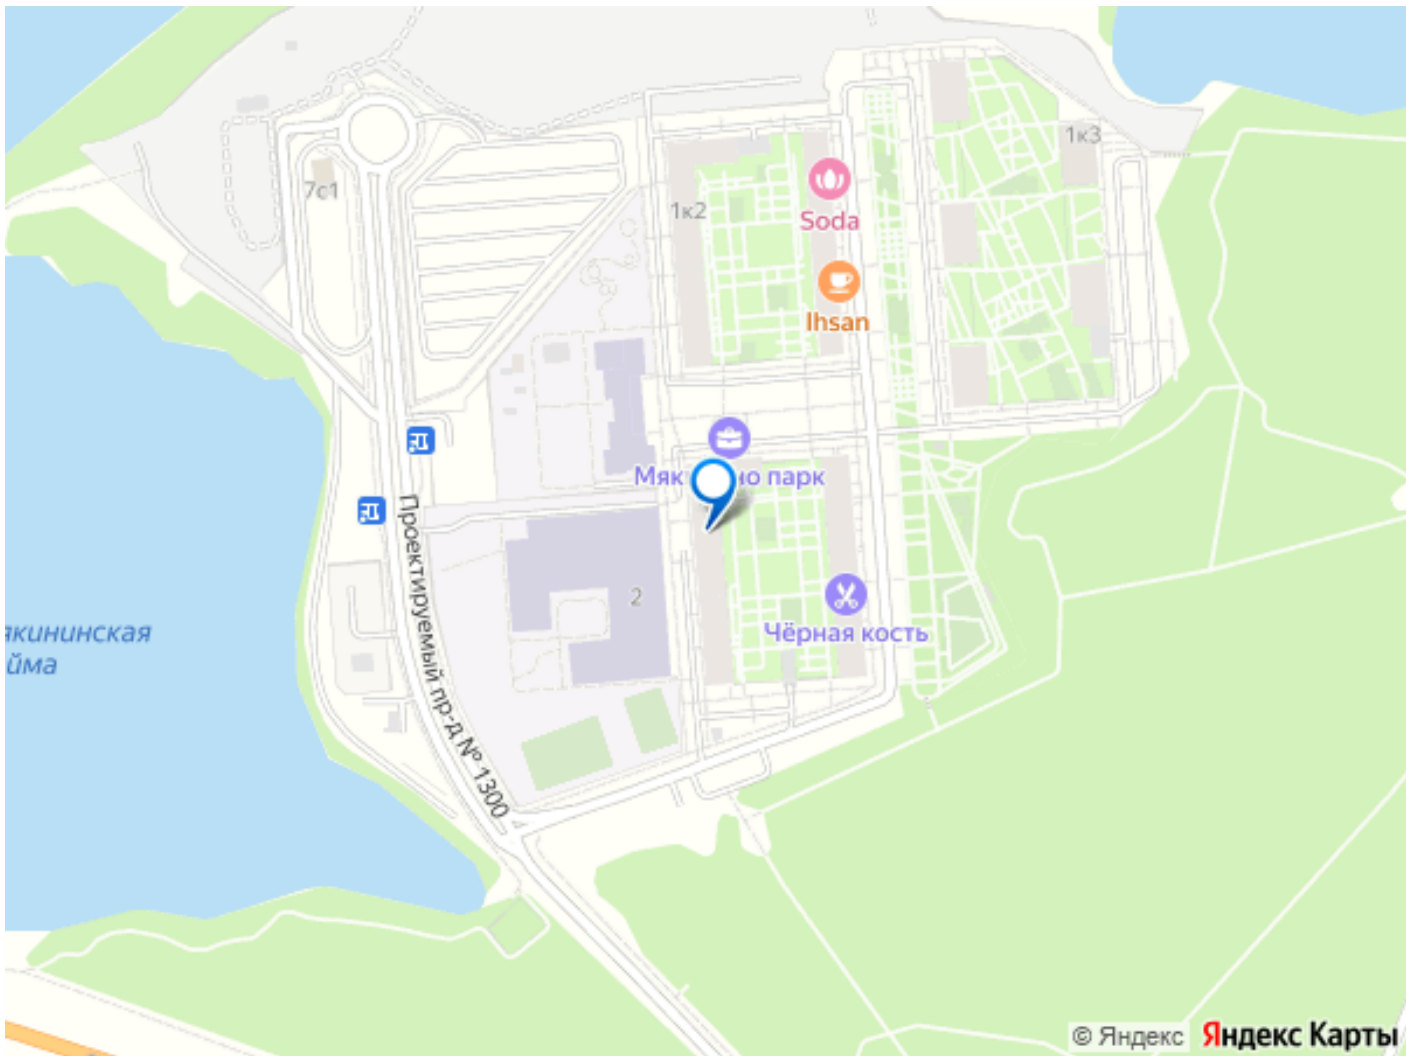 1к3
7с1
1к2
Soda
Ihsan
Мяк но парк
Проектируемый пр-д № 1300
2
Чёрная кость
якининская
йма
© Яндекс Яндекс Карты